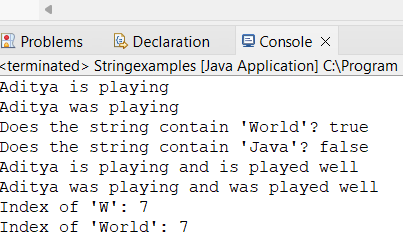 Problems Declaration Console
<terminated> Stringexamples [Java Application] C:\Program
Aditya is playing
Aditya was playing
Does the string contain 'World'? true
Does the string contain 'Java'? false
Aditya is playing and is played well
Aditya was playing and was played well
Index of 'W': 7
Index of 'World': 7